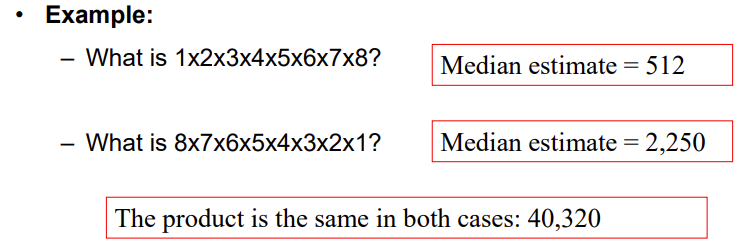 • Example:
– What is 1x2x3x4x5x6x7x8?
Median estimate = 512
– What is 8x7x6x5x4x3x2x1?
Median estimate = 2,250
The product is the same in both cases: 40,320